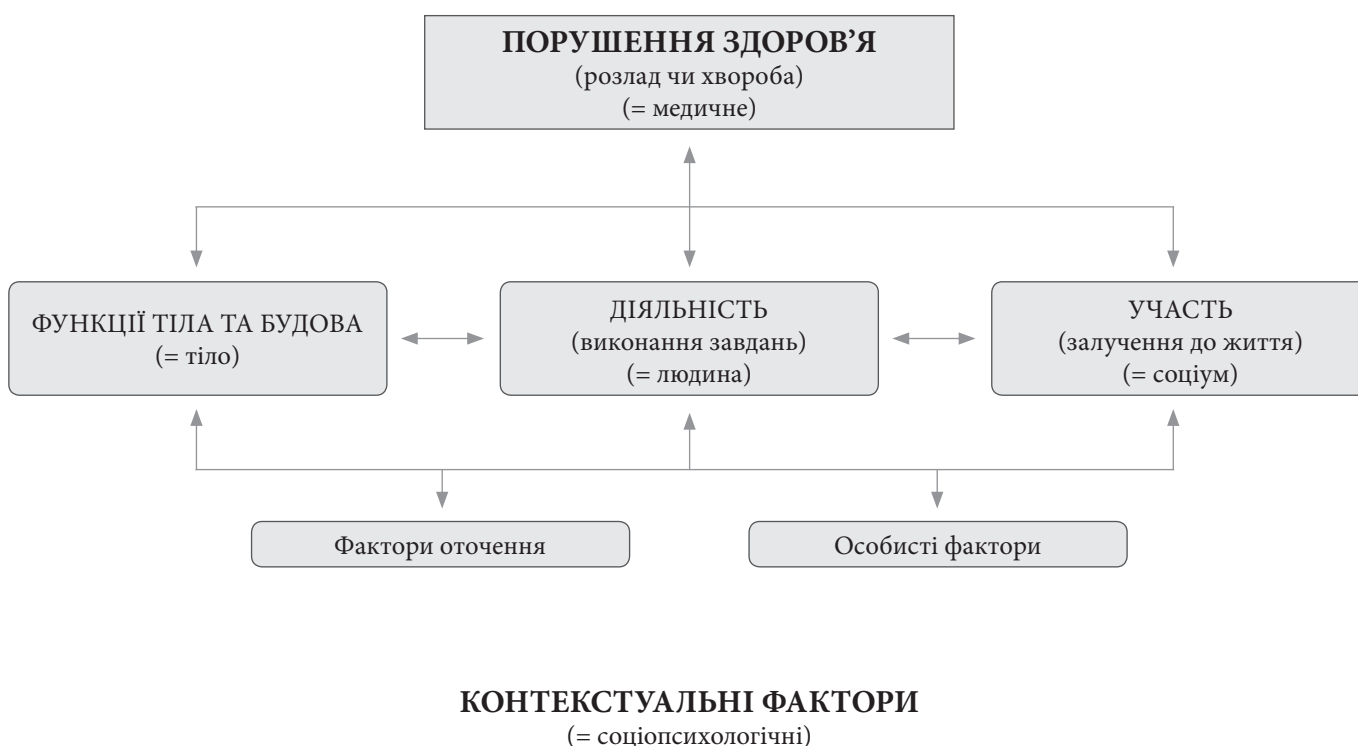 ПОРУШЕННЯ ЗДОРОВ’Я
(розлад чи хвороба)
(= медичне)
ФУНКЦІЇ ТІЛА ТА БУДОВА
(= тіло)
ДІЯЛЬНІСТЬ
(виконання завдань)
(= людина)
УЧАСТЬ
(залучення до життя)
(= соціум)
Фактори оточення
Особисті фактори
КОНТЕКСТУАЛЬНІ ФАКТОРИ
(= соціопсихологічні)